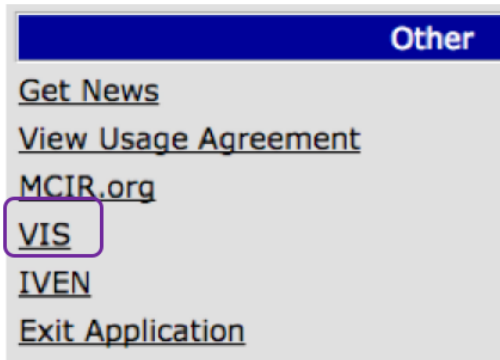 Other
Get News
View Usage Agreement
MCIR.org
VIS
IVEN
Exit Application